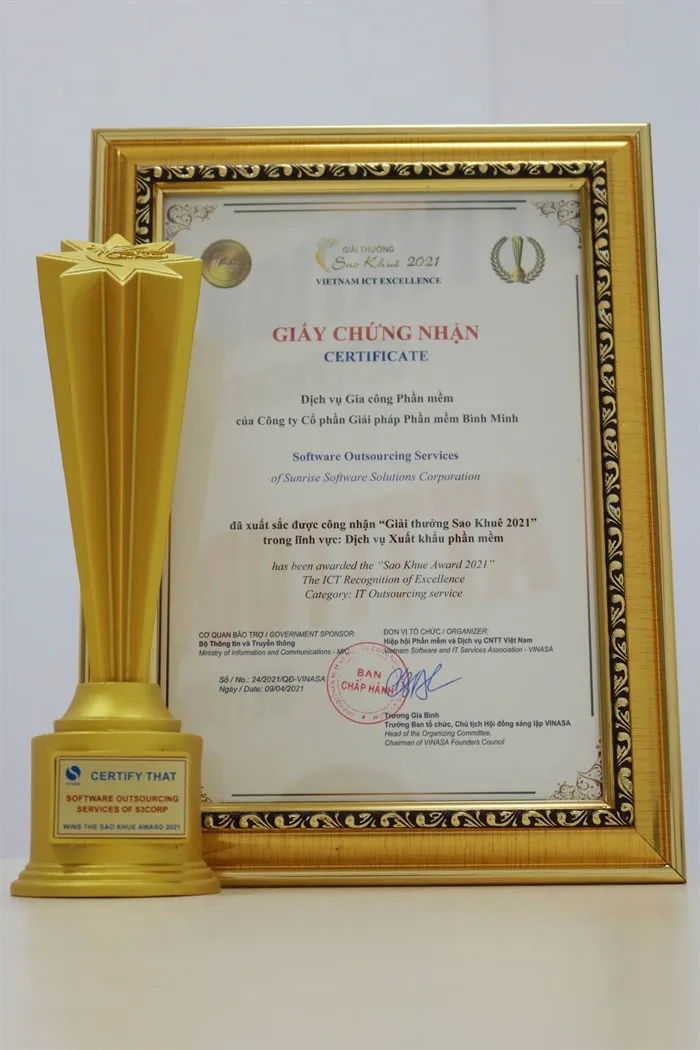 GIẢI THƯỞNG
Sao Khuê 2021
VIETNAM ICT EXCELLENCE
GIẤY CHỨNG NHẬN
CERTIFICATE
Dịch vụ Gia công Phần mềm
của Công ty Cổ phần Giải pháp Phần mềm Bình Minh
Software Outsourcing Services
of Sunrise Software Solutions Corporation
đã xuất sắc được công nhận “Giải thưởng Sao Khuê 2021”
trong lĩnh vực: Dịch vụ Xuất khẩu phần mềm
has been awarded the “Sao Khue Award 2021”
The ICT Recognition of Excellence
Category: IT Outsourcing service
CƠ QUAN BẢO TRỢ / GOVERNMENT SPONSOR:
Bộ Thông tin và Truyền thông
Ministry of Information and Communications - MIC
Số / No.: 24/2021/QĐ-VINASA
Ngày / Date: 09/04/2021
ĐƠN VỊ TỔ CHỨC / ORGANIZER:
Hiệp hội Phần mềm và Dịch vụ CNTT Việt Nam
Vietnam Software and IT Services Association - VINASA
BAN
CHẤP HÀNH
Trương Gia Bình
Trưởng Ban tổ chức, Chủ tịch Hội đồng sáng lập VINASA
Head of the Organizing Committee,
Chairman of VINASA Founders Council
CERTIFY THAT
SOFTWARE OUTSOURCING
SERVICES OF S3CORP
WINS THE SAO KHUE AWARD 2021